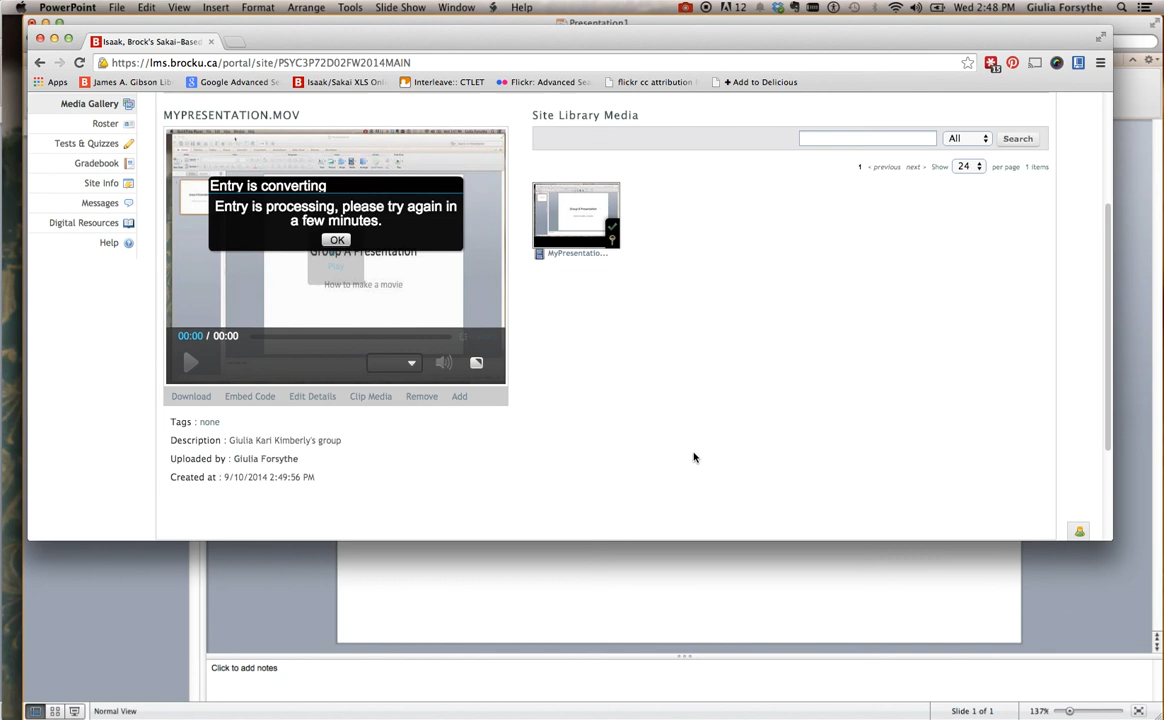 PowerPoint File Edit View Insert Format Arrange Tools Slide Show Window Help 12 Wed 2:48 PM Giulia Forsythe
Presentation1
Isaak, Brock's Sakai-Based
https://lms.brocku.ca/portal/site/PSYC3P72D02FW2014MAIN
Apps James A. Gibson Lib Google Advanced Se Isaak/Sakai XLS Onl Interleave:: CTLET Flickr: Advanced Sea flickr cc attribution + Add to Delicious
Media Gallery
Roster
Tests & Quizzes
Gradebook
Site Info
Messages
Digital Resources
Help
MYPRESENTATION.MOV
Entry is converting
Entry is processing, please try again in
a few minutes.
OK
Group A Presentation
Play
How to make a movie
00:00 / 00:00
Download Embed Code Edit Details Clip Media Remove Add
Tags : none
Description : Giulia Kari Kimberly's group
Uploaded by : Giulia Forsythe
Created at : 9/10/2014 2:49:56 PM
Site Library Media
All Search
1 < previous next > Show 24 per page 1 items
MyPresentatio...
Click to add notes
Normal View Slide 1 of 1 137%